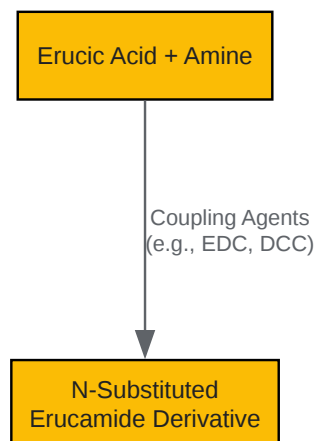 Erucic Acid + Amine
Coupling Agents
(e.g., EDC, DCC)
N-Substituted
Erucamide Derivative